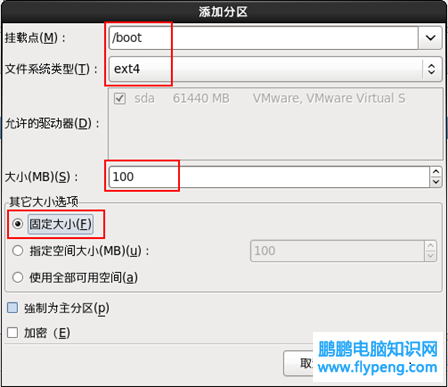 添加分区
挂载点(M)： /boot
文件系统类型(T)： ext4
sda 61440 MB VMware, VMware Virtual S
允许的驱动器(D)：
大小(MB)(S)： 100
其它大小选项
固定大小(F)
指定空间大小(MB)(u)： 100
使用全部可用空间(a)
強制为主分区(p)
加密（E)
取
鹏鹏电脑知识网
www.flypeng.com